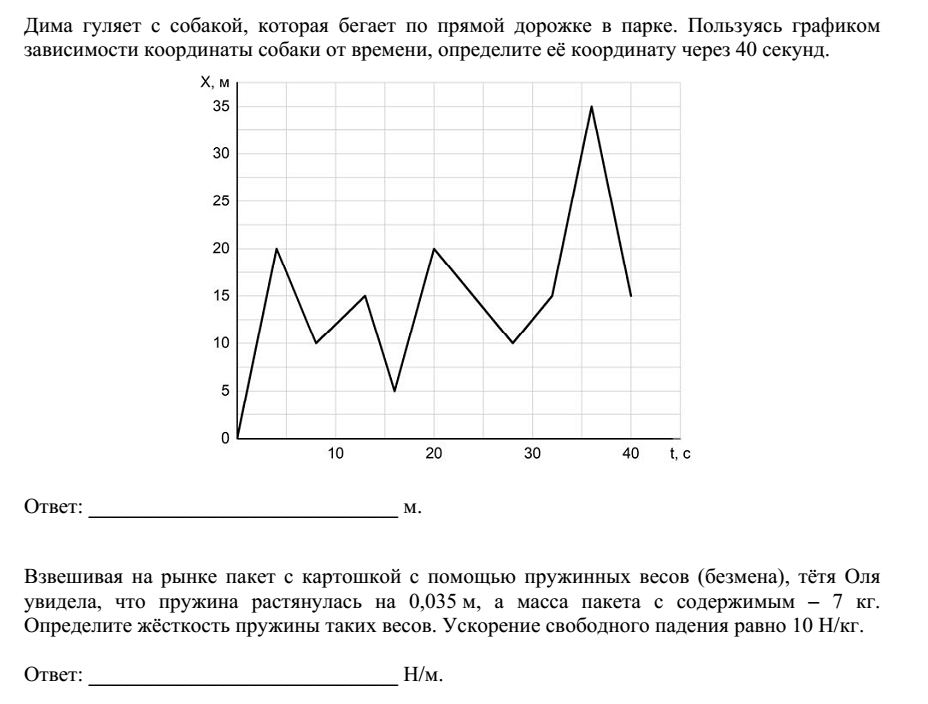 Дима гуляет с собакой, которая бегает по прямой дорожке в парке. Пользуясь графиком
зависимости координаты собаки от времени, определите её координату через 40 секунд.
X, м
35
30
25
20
15
10
5
0
10 20 30 40 t, с
Ответ: ______________________________ м.
Взвешивая на рынке пакет с картошкой с помощью пружинных весов (безмена), тётя Оля
увидела, что пружина растянулась на 0,035 м, а масса пакета с содержимым – 7 кг.
Определите жёсткость пружины таких весов. Ускорение свободного падения равно 10 Н/кг.
Ответ: ______________________________ Н/м.